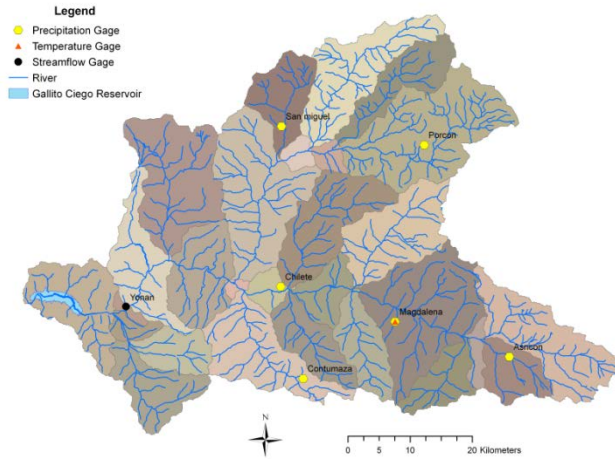 Legend
Precipitation Gage
Temperature Gage
Streamflow Gage
River
Gallito Ciego Reservoir
San miguel
Porcon
Chilete
Yonan
Magdalena
Asnson
Contumaza
N
0 5 10 20 Kilometers